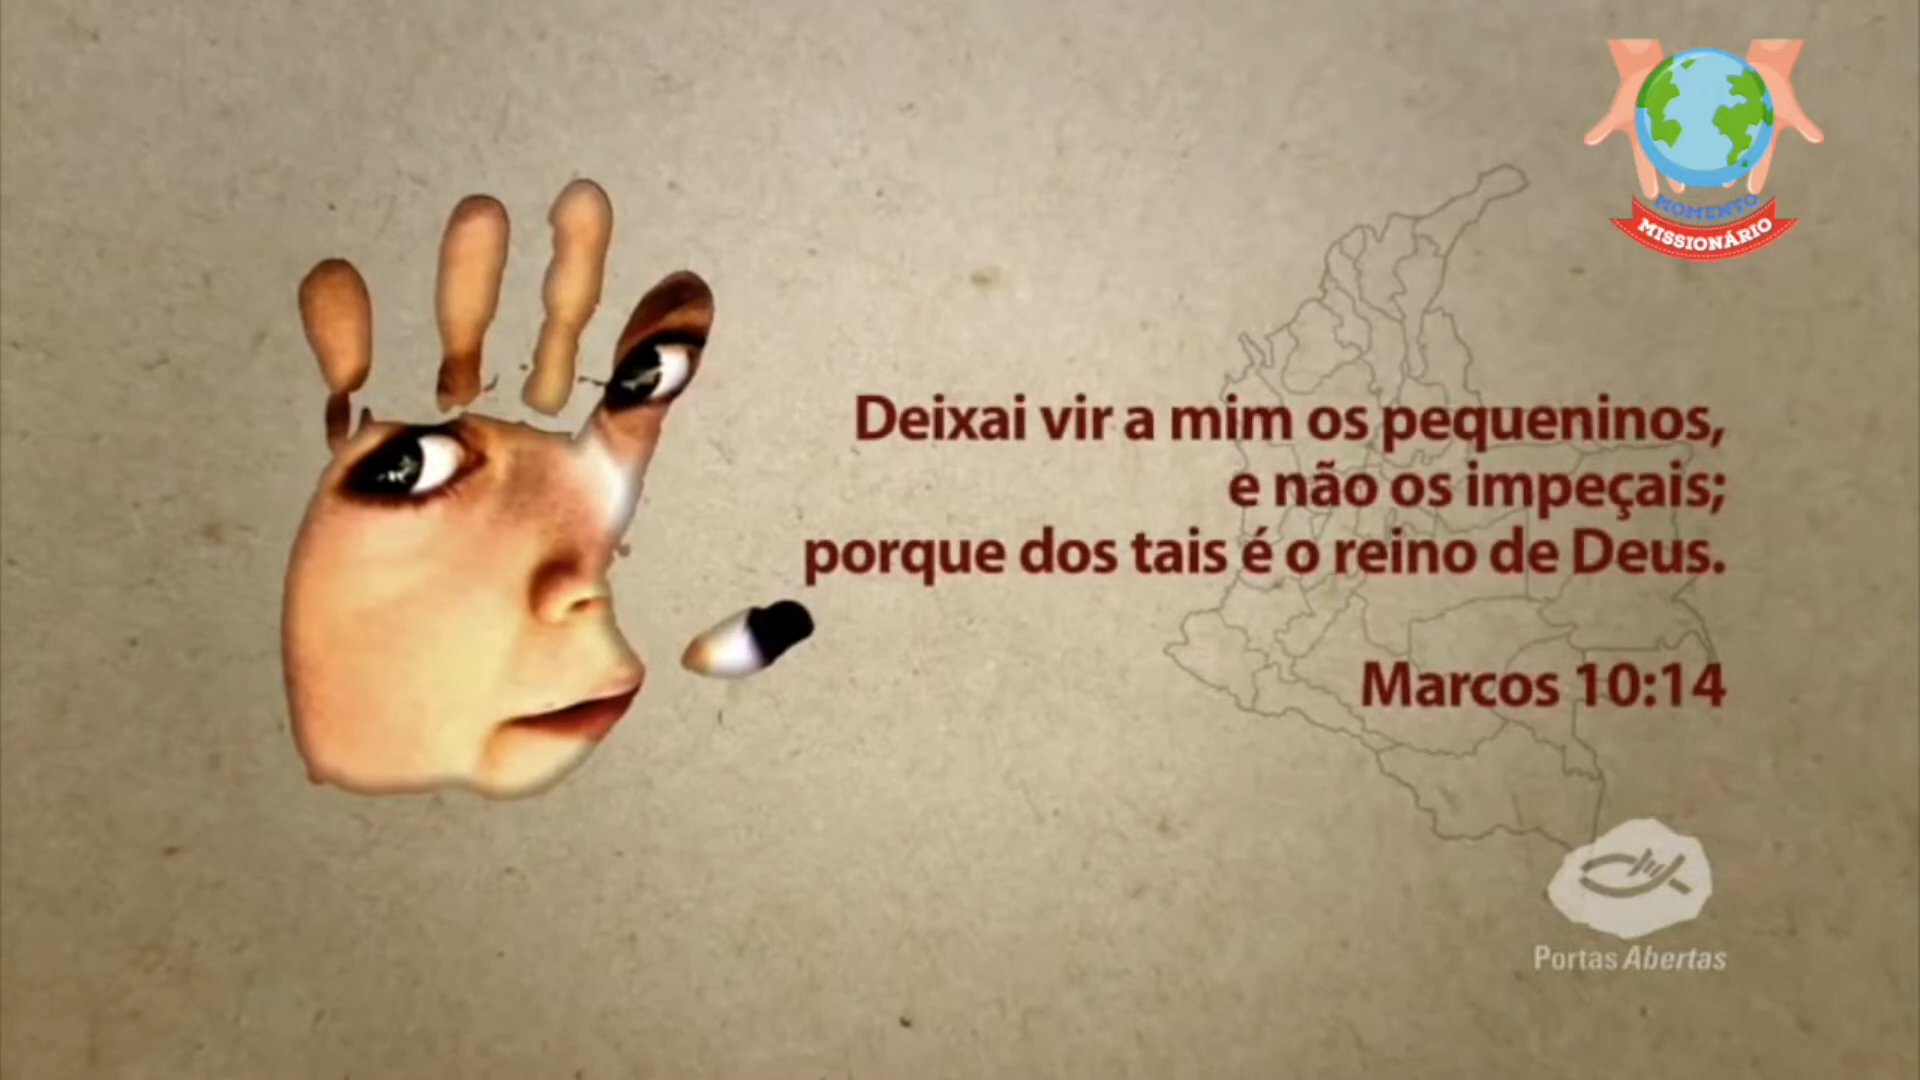 MOMENTO
MISSIONÁRIO
Deixai vir a mim os pequeninos,
e não os impeçais;
porque dos tais é o reino de Deus.
Marcos 10:14
Portas Abertas